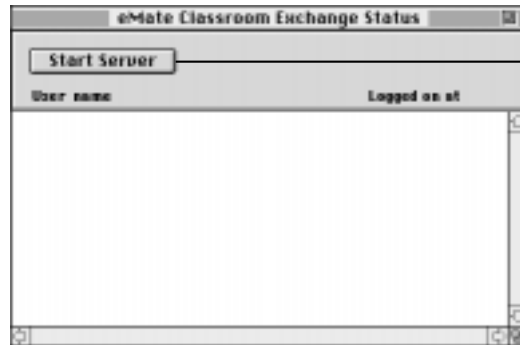 eMate Classroom Exchange Status
Start Server
User name Logged on at